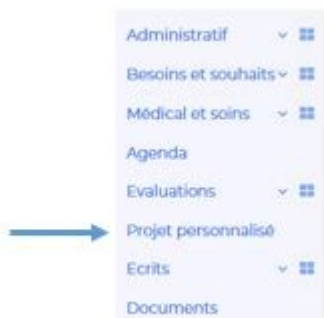 Administratif
Besoins et souhaits
Médical et soins
Agenda
Evaluations
Projet personnalisé
Ecrits
Documents